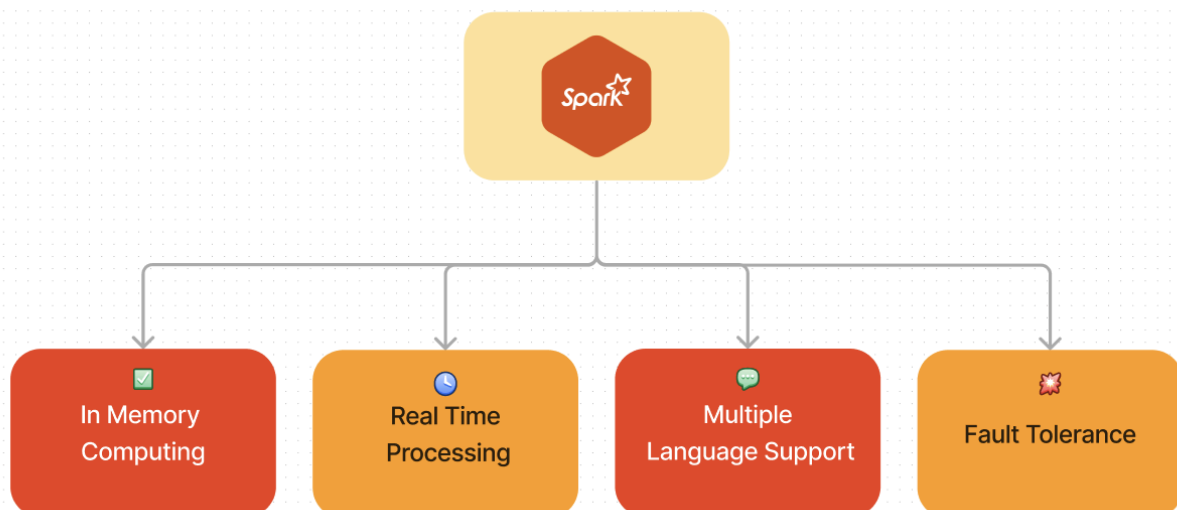 Spark
In Memory
Computing
Real Time
Processing
Multiple
Language Support
Fault Tolerance